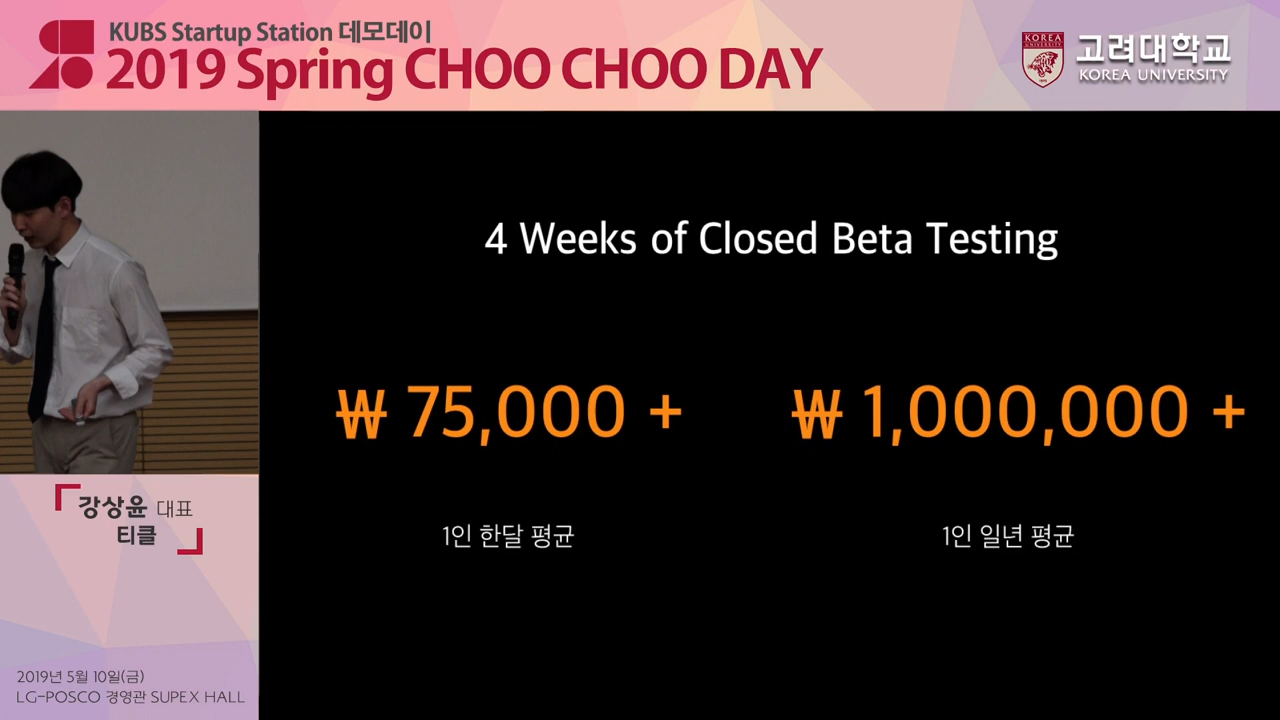 KUBS Startup Station 데모데이
2019 Spring CHOO CHOO DAY
KOREA
UNIVERSITY
고려대학교
KOREA UNIVERSITY
4 Weeks of Closed Beta Testing
₩ 75,000 +
₩ 1,000,000 +
1인 한달 평균
1인 일년 평균
강상윤 대표
티클
2019년 5월 10일(금)
LG-POSCO 경영관 SUPEX HALL